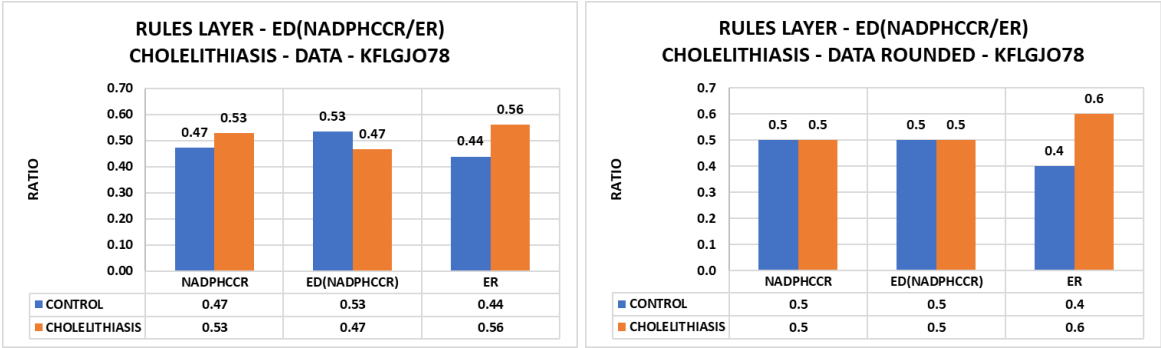 RULES LAYER - ED(NADPHCCR/ER)
CHOLELITHIASIS - DATA - KFLGJO78
0.70
0.60
0.50
0.40
0.30
0.20
0.10
0.00
RATIO
0.47
0.53
0.53
0.47
0.44
0.56
NADPHCCR ED(NADPHCCR) ER
CONTROL 0.47 0.53 0.44
CHOLELITHIASIS 0.53 0.47 0.56
RULES LAYER - ED(NADPHCCR/ER)
CHOLELITHIASIS - DATA ROUNDED - KFLGJO78
0.7
0.6
0.5
0.4
0.3
0.2
0.1
0.0
RATIO
0.5
0.5
0.5
0.5
0.4
0.6
NADPHCCR ED(NADPHCCR) ER
CONTROL 0.5 0.5 0.4
CHOLELITHIASIS 0.5 0.5 0.6